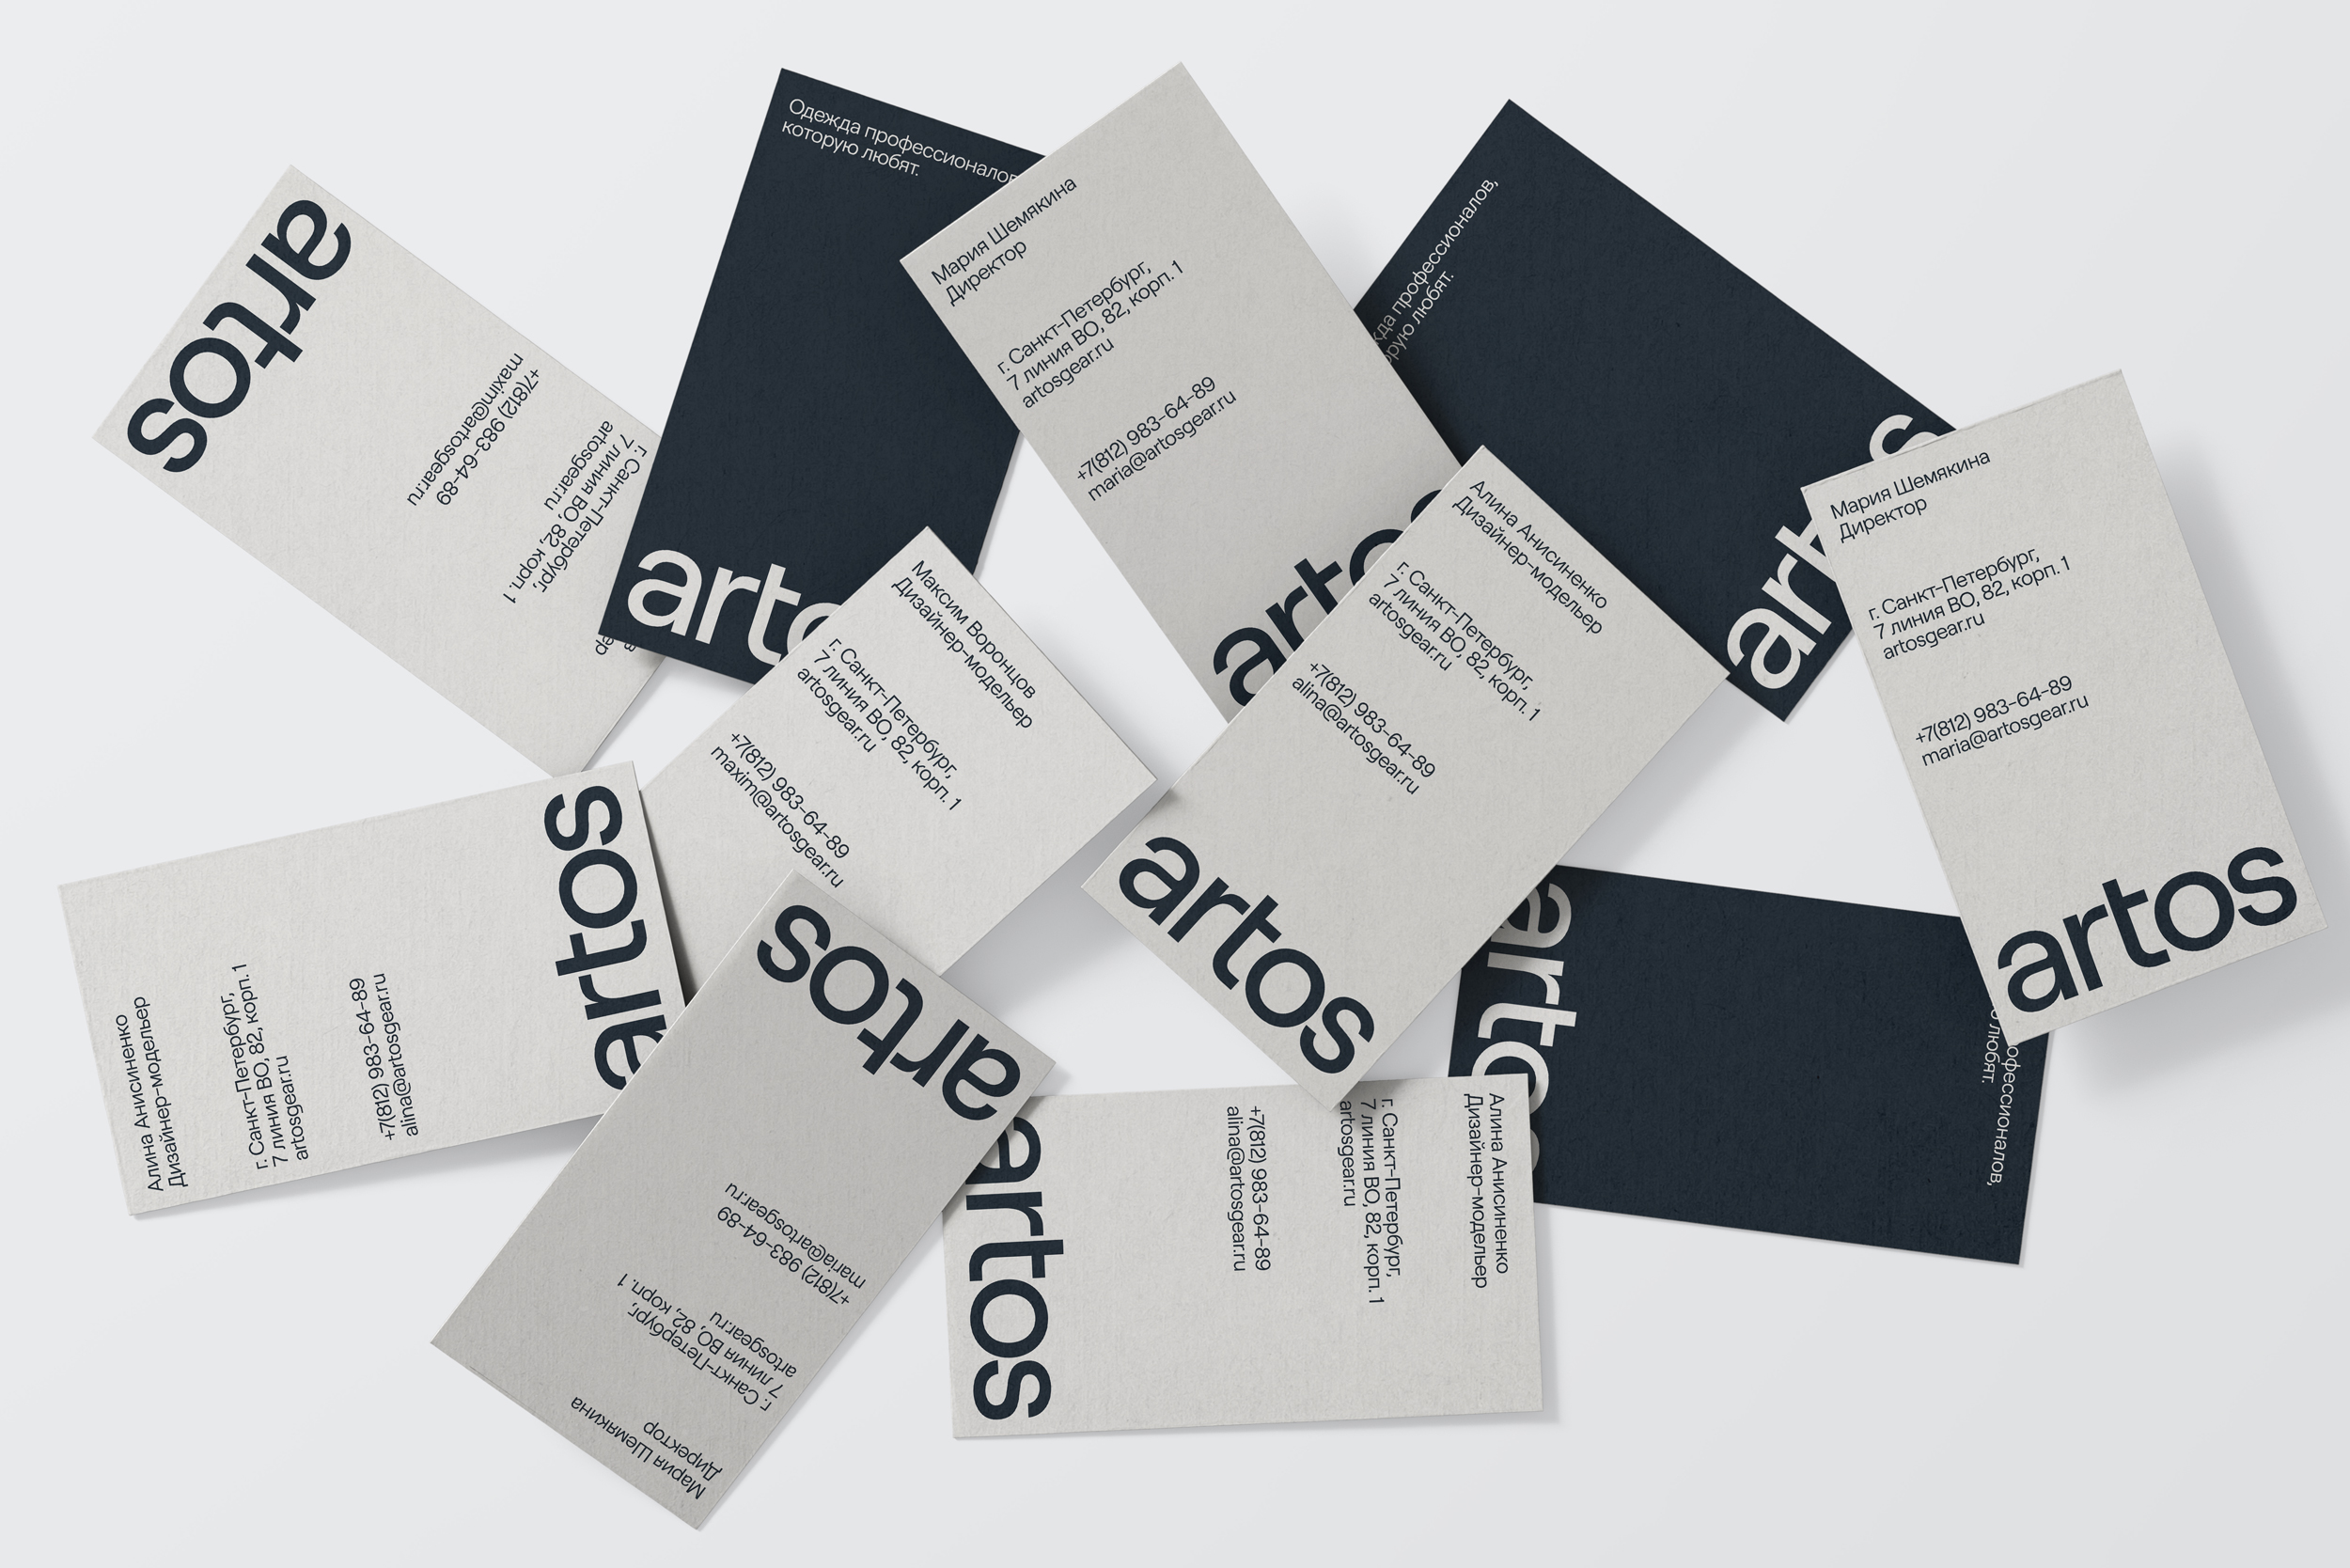 artos
+7(812) 983-64-89
maxim@artosgear.ru
г. Санкт-Петербург,
7 линия ВО, 82, корп. 1
artosgear.ru
Одежда профессионалов
которую любят.
Мария Шемякина
Директор
г. Санкт-Петербург,
7 линия ВО, 82, корп. 1
artosgear.ru
+7(812) 983-64-89
maria@artosgear.ru
профессионалов,
любят.
Мария Шемякина
Директор
г. Санкт-Петербург,
7 линия ВО, 82, корп. 1
artosgear.ru
+7(812) 983-64-89
maria@artosgear.ru
artos
Максим Воронцов
Дизайнер-модельер
г. Санкт-Петербург,
7 линия ВО, 82, корп. 1
artosgear.ru
+7(812) 983-64-89
maxim@artosgear.ru
Алина Анисиненко
Дизайнер-модельер
г. Санкт-Петербург,
7 линия ВО, 82, корп. 1
artosgear.ru
+7(812) 983-64-89
alina@artosgear.ru
artos
Алина Анисиненко
Дизайнер-модельер
г. Санкт-Петербург,
7 линия ВО, 82, корп. 1
artosgear.ru
+7(812) 983-64-89
alina@artosgear.ru
artos
Мария Шемякина
Директор
г. Санкт-Петербург,
7 линия ВО, 82, корп. 1
artosgear.ru
+7(812) 983-64-89
maria@artosgear.ru
artos
Алина Анисиненко
Дизайнер-модельер
г. Санкт-Петербург,
7 линия ВО, 82, корп. 1
artosgear.ru
+7(812) 983-64-89
alina@artosgear.ru
artos
artos
любят.